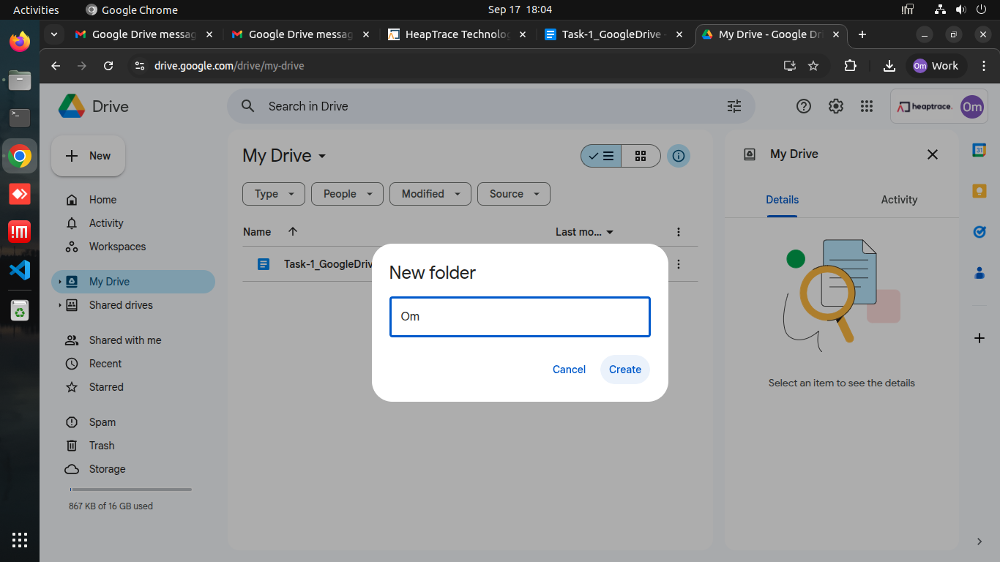 Activities
Google Chrome
Sep 17 18:04
Google Drive messag
Google Drive messag
HeapTrace Technolog
Task-1_GoogleDrive -
My Drive - Google Dri
drive.google.com/drive/my-drive
Om
Work
Drive
Search in Drive
heaptrace.
Om
New
Home
Activity
Workspaces
My Drive
Shared drives
Shared with me
Recent
Starred
Spam
Trash
Storage
867 KB of 16 GB used
My Drive
Type
People
Modified
Source
Name
Last mo...
Task-1_GoogleDriv
New folder
Om
Cancel
Create
My Drive
Details
Activity
Select an item to see the details
31